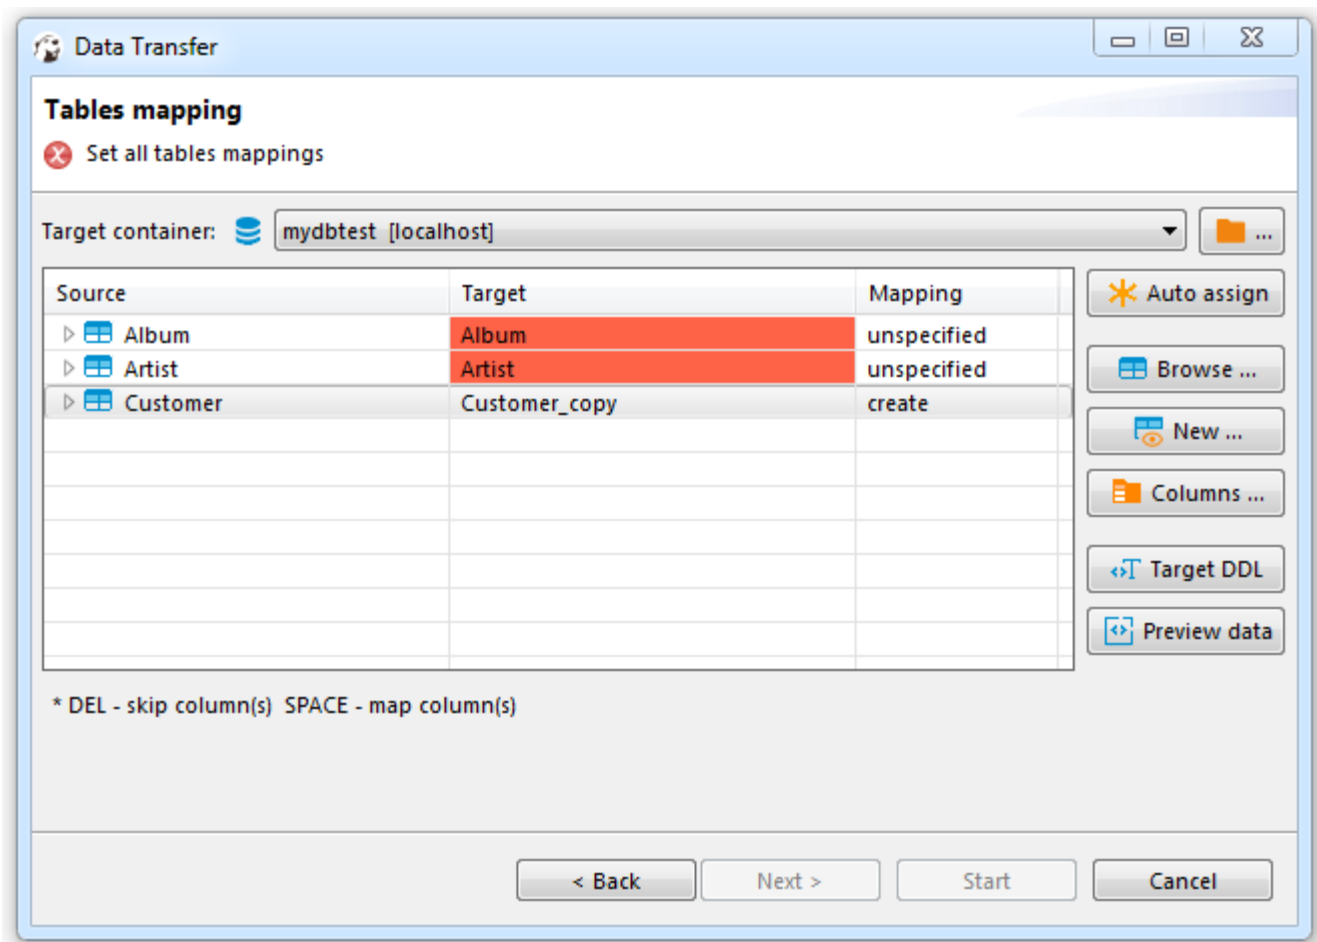 Data Transfer
Tables mapping
Set all tables mappings
Target container: mydbtest [localhost] ...
Source Target Mapping
Album Album unspecified
Artist Artist unspecified
Customer Customer_copy create
Auto assign
Browse ...
New ...
Columns ...
Target DDL
Preview data
* DEL - skip column(s) SPACE - map column(s)
< Back Next > Start Cancel